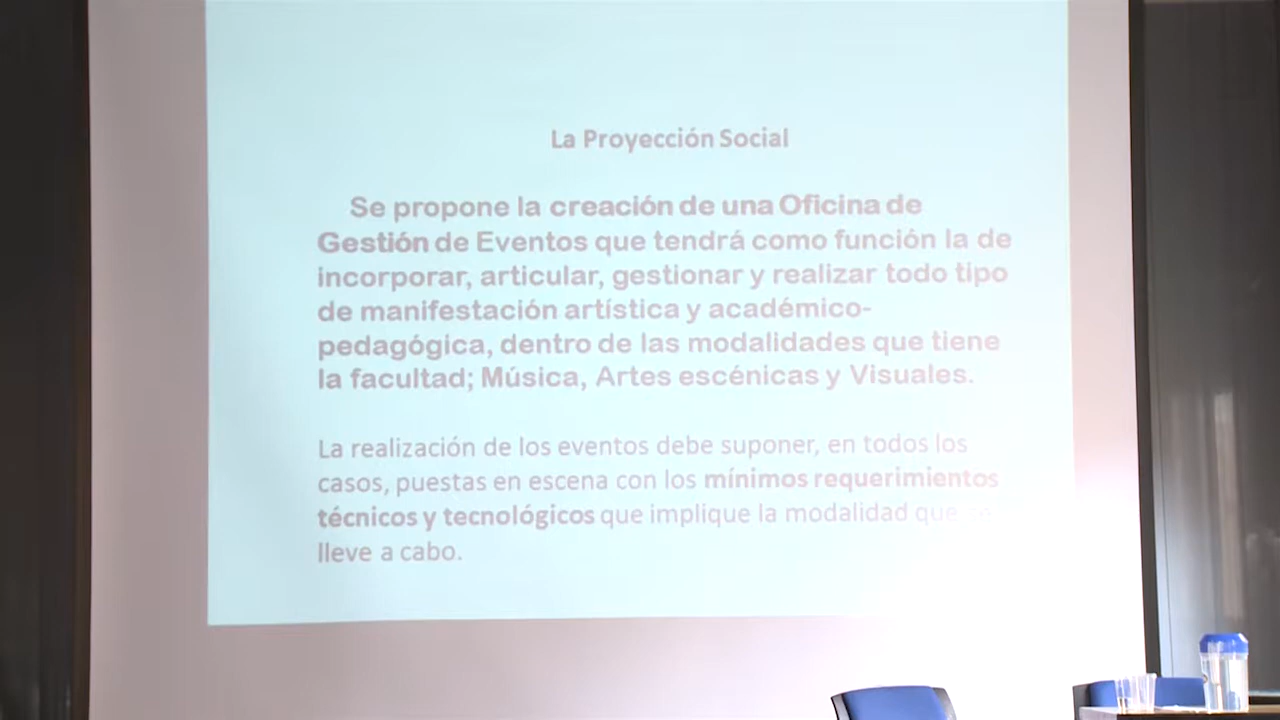 La Proyección Social
Se propone la creación de una Oficina de
Gestión de Eventos que tendrá como función la de
incorporar, articular, gestionar y realizar todo tipo
de manifestación artística y académico-
pedagógica, dentro de las modalidades que tiene
la facultad; Música, Artes escénicas y Visuales.
La realización de los eventos debe suponer, en todos los
casos, puestas en escena con los mínimos requerimientos
técnicos y tecnológicos que implique la modalidad que se
lleve a cabo.